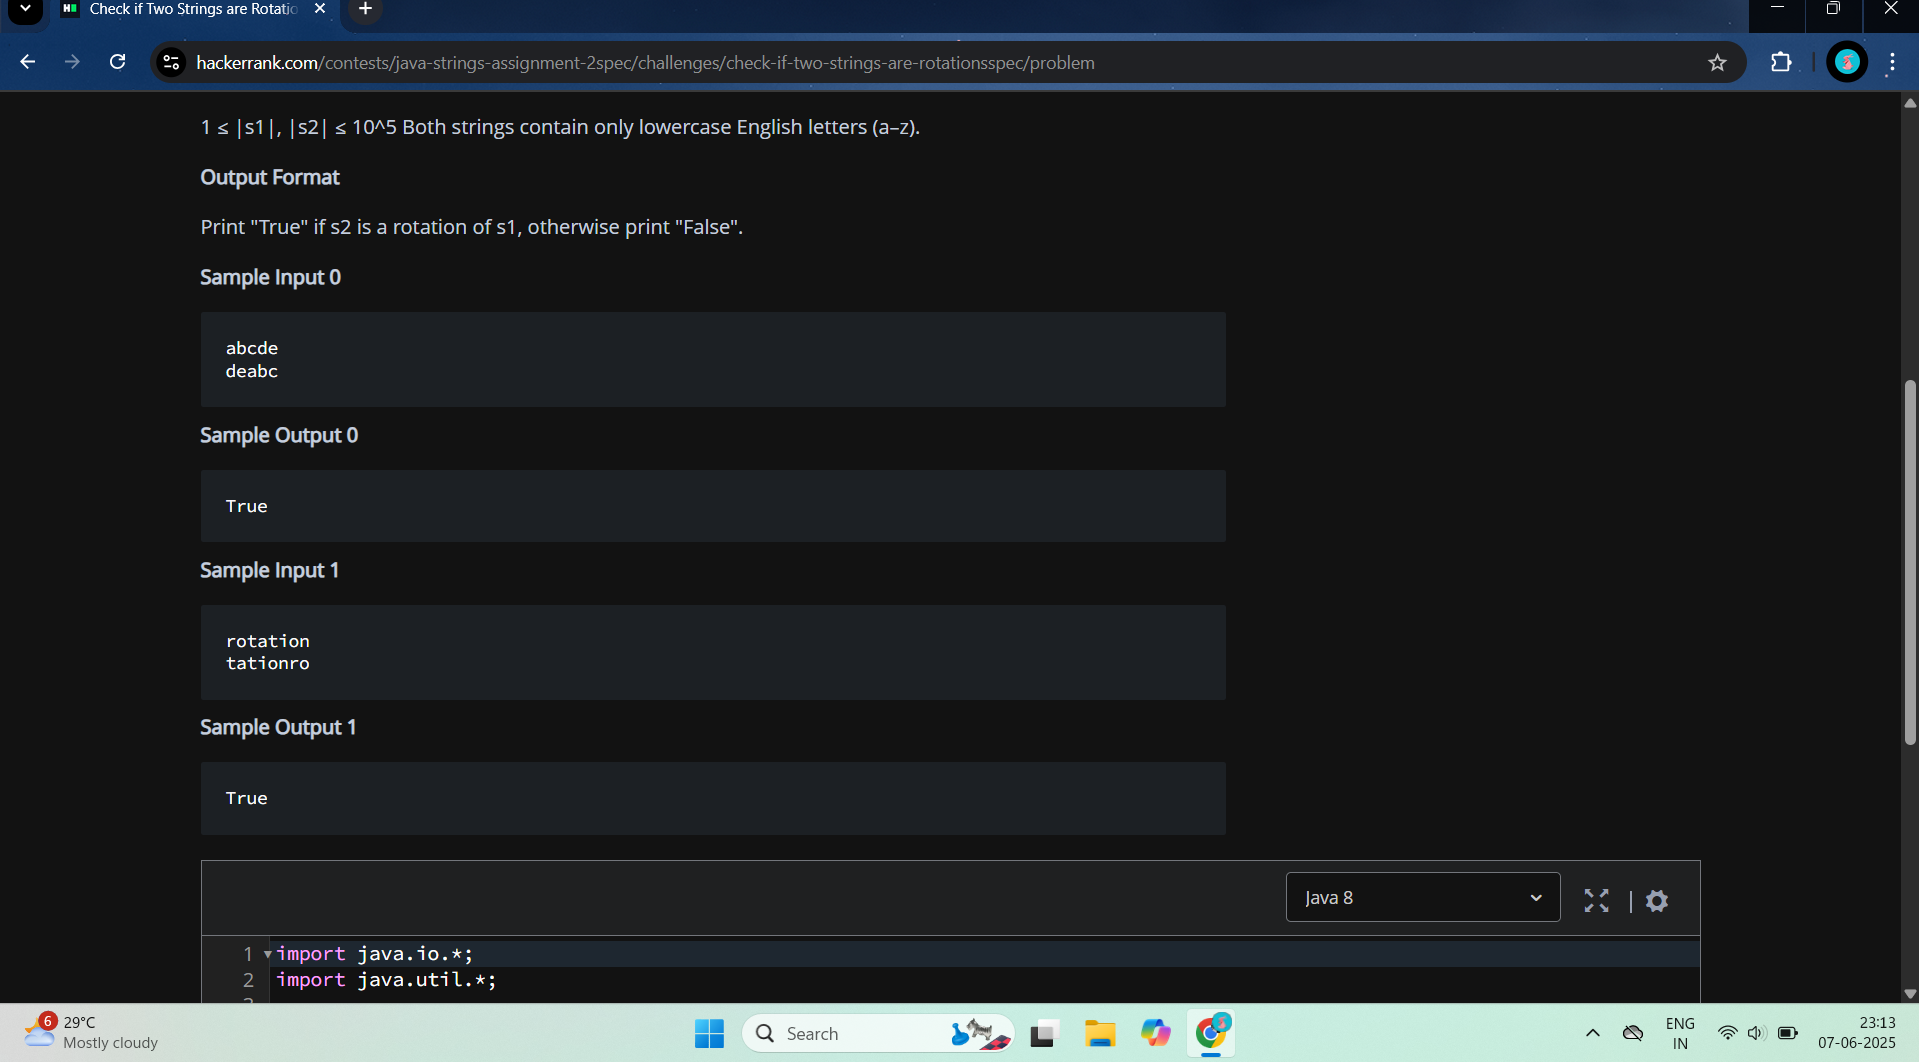 Check if Two Strings are Rotatio
hackerrank.com/contests/java-strings-assignment-2spec/challenges/check-if-two-strings-are-rotationsspec/problem
1 ≤ |s1|, |s2| ≤ 10^5 Both strings contain only lowercase English letters (a–z).
Output Format
Print "True" if s2 is a rotation of s1, otherwise print "False".
Sample Input 0
abcde
deabc
Sample Output 0
True
Sample Input 1
rotation
tationro
Sample Output 1
True
Java 8
1 import java.io.*;
2 import java.util.*;
6
29°C
Mostly cloudy
Search
ENG
IN
23:13
07-06-2025